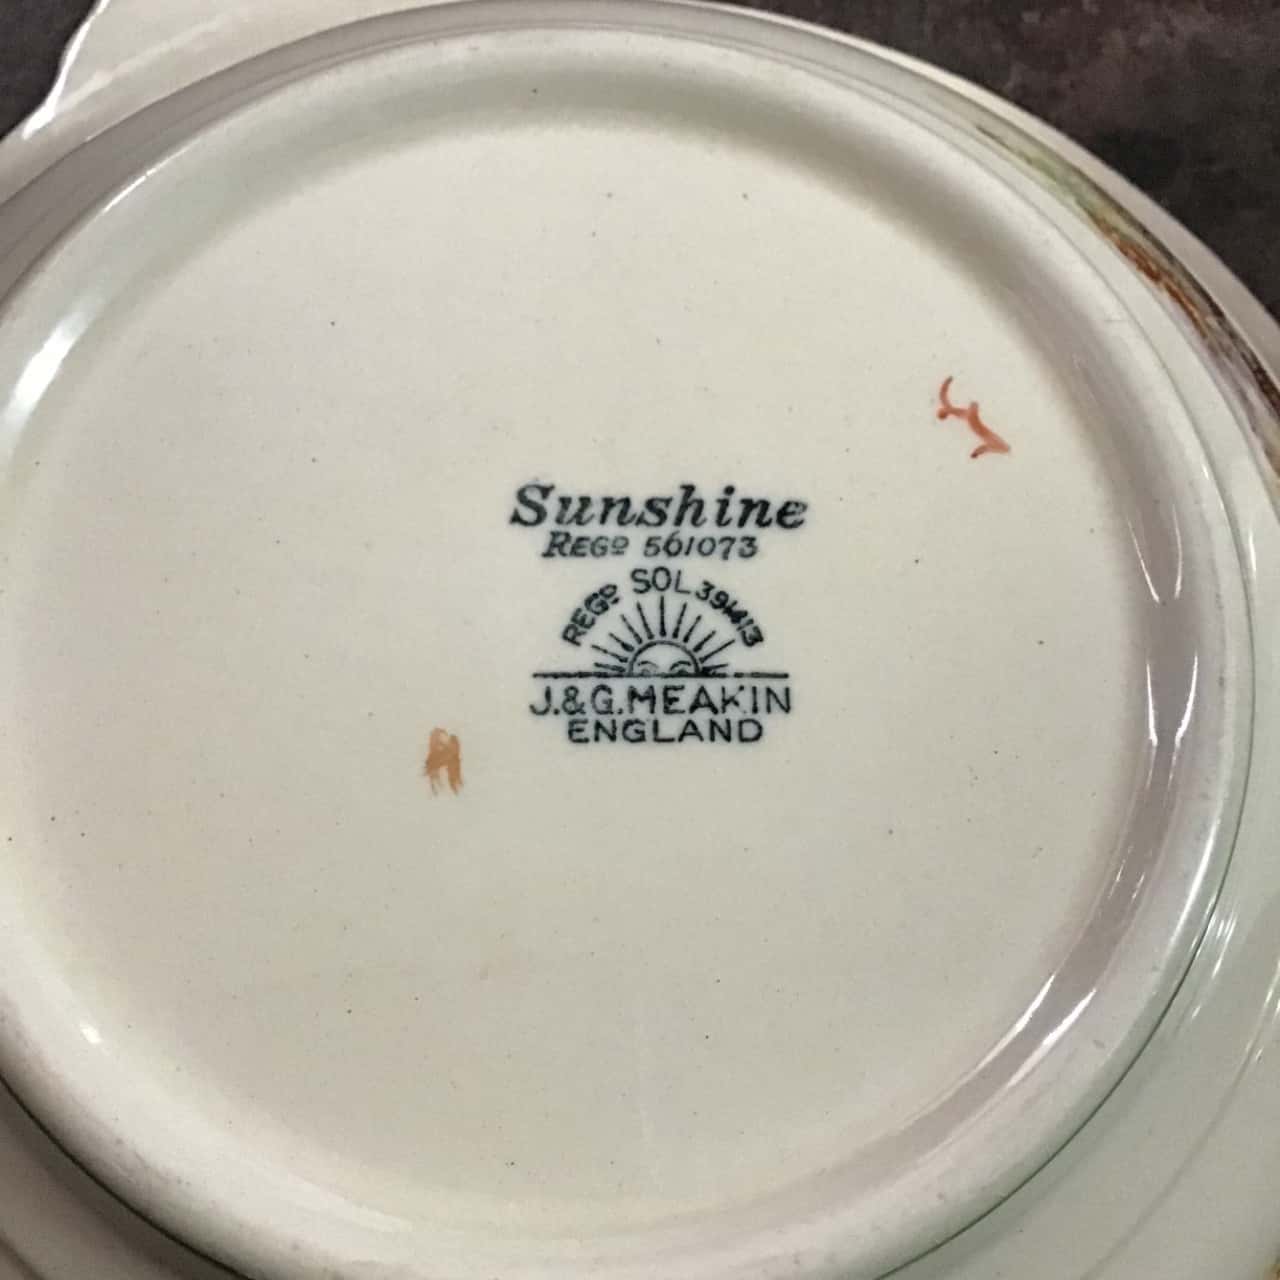 Sunshine
REGD 561073
REGD SOL 391413
J.&G. MEAKIN
ENGLAND